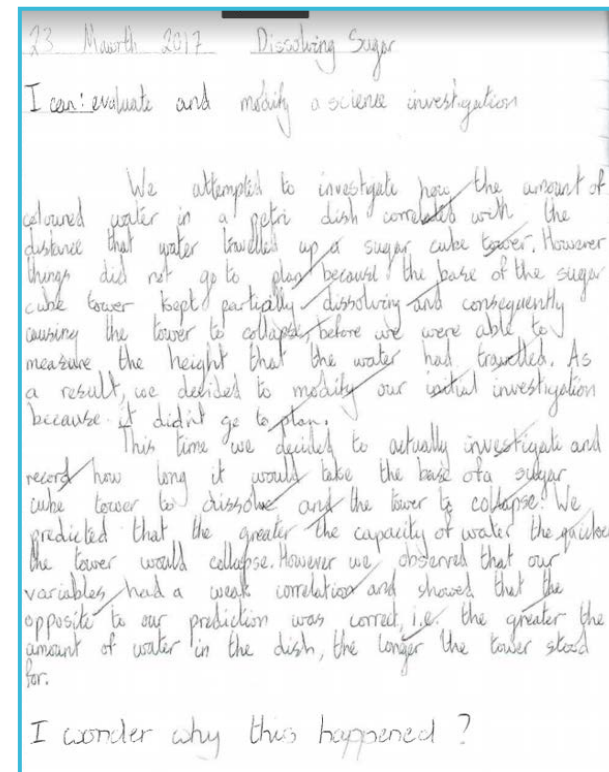 23 Mawrth 2017 Dissolving Sugar
I can: evaluate and modify a science investigation
We attempted to investigate how the amount of
coloured water in a petri dish correlated with the
distance that water travelled up a sugar cube tower. However
things did not go to plan because the base of the sugar
cube tower kept partically dissolving and consequently
causing the tower to collapse, before we were able to
measure the height that the water had travelled. As
a result, we decided to modify our initial investigation
because it didn't go to plan.
This time we decided to actually investigate and
record how long it would take the base of a sugar
cube tower to dissolve and the tower to collapse. We
predicted that the greater the capacity of water the quicker
the tower would collapse. However we observed that our
variables had a weak correlation and showed that the
opposite to our prediction was correct, i.e. the greater the
amount of water in the dish, the longer the tower stood
for.
I wonder why this happened ?